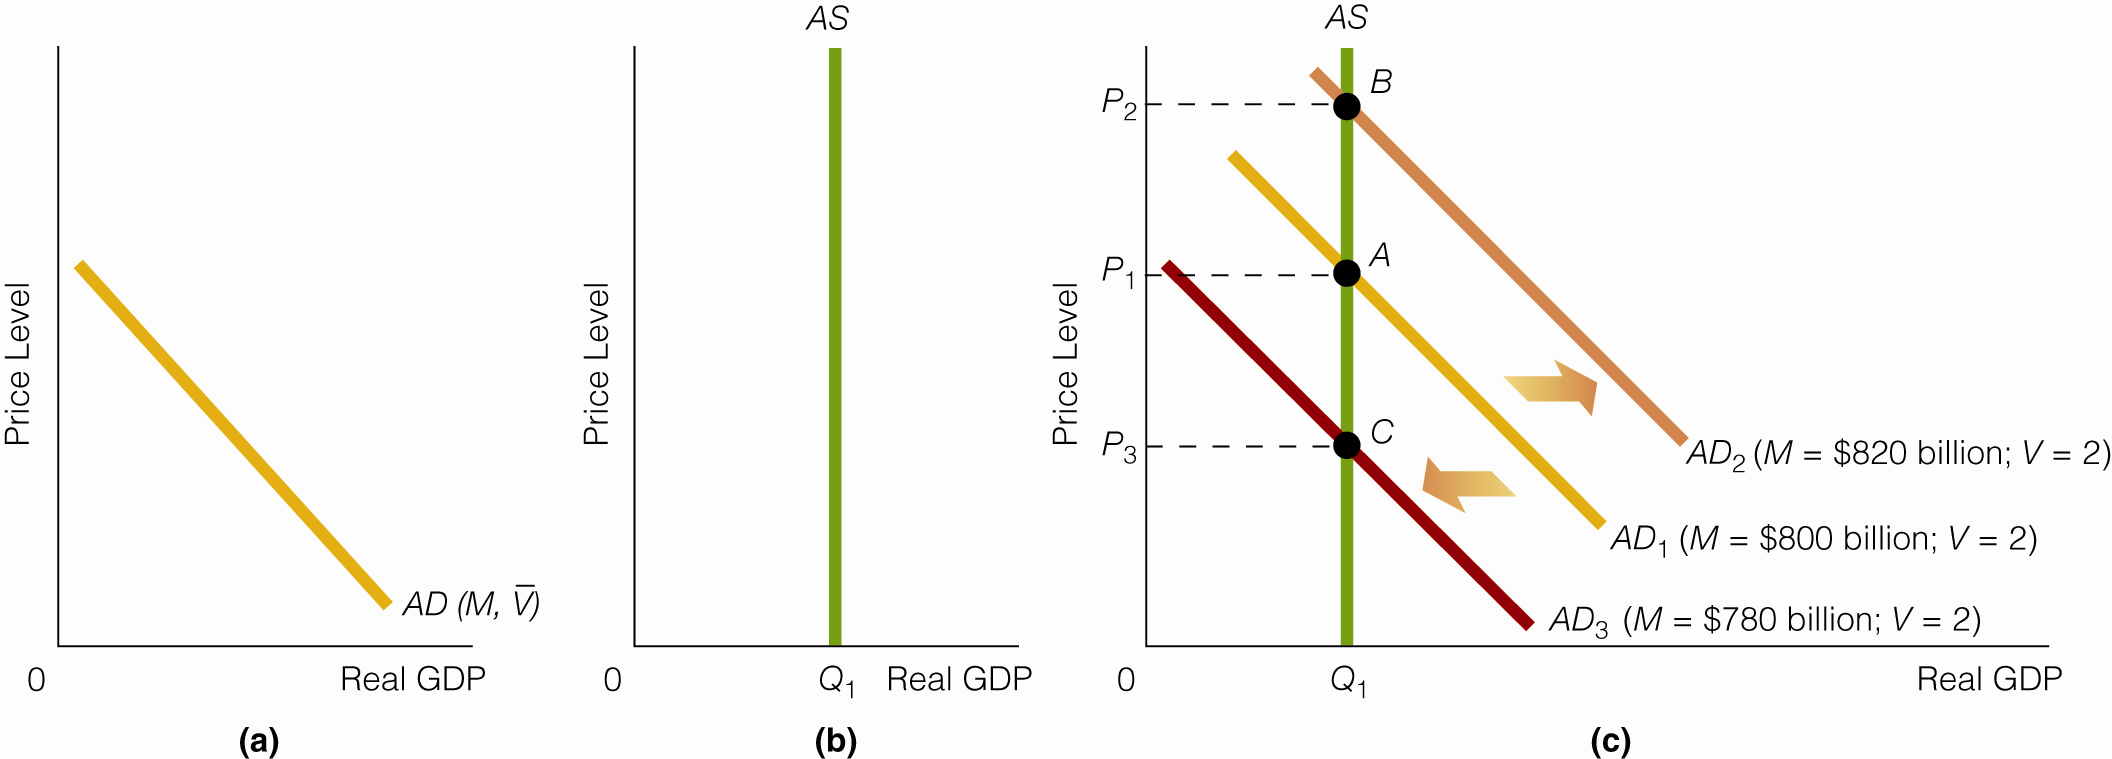 Price Level
0
AD (M, V̅)
Real GDP
(a)
AS
Price Level
0
Q₁
Real GDP
(b)
AS
Price Level
P₂
P₁
P₃
B
A
C
AD₂ (M = $820 billion; V = 2)
AD₁ (M = $800 billion; V = 2)
AD₃ (M = $780 billion; V = 2)
0
Q₁
Real GDP
(c)